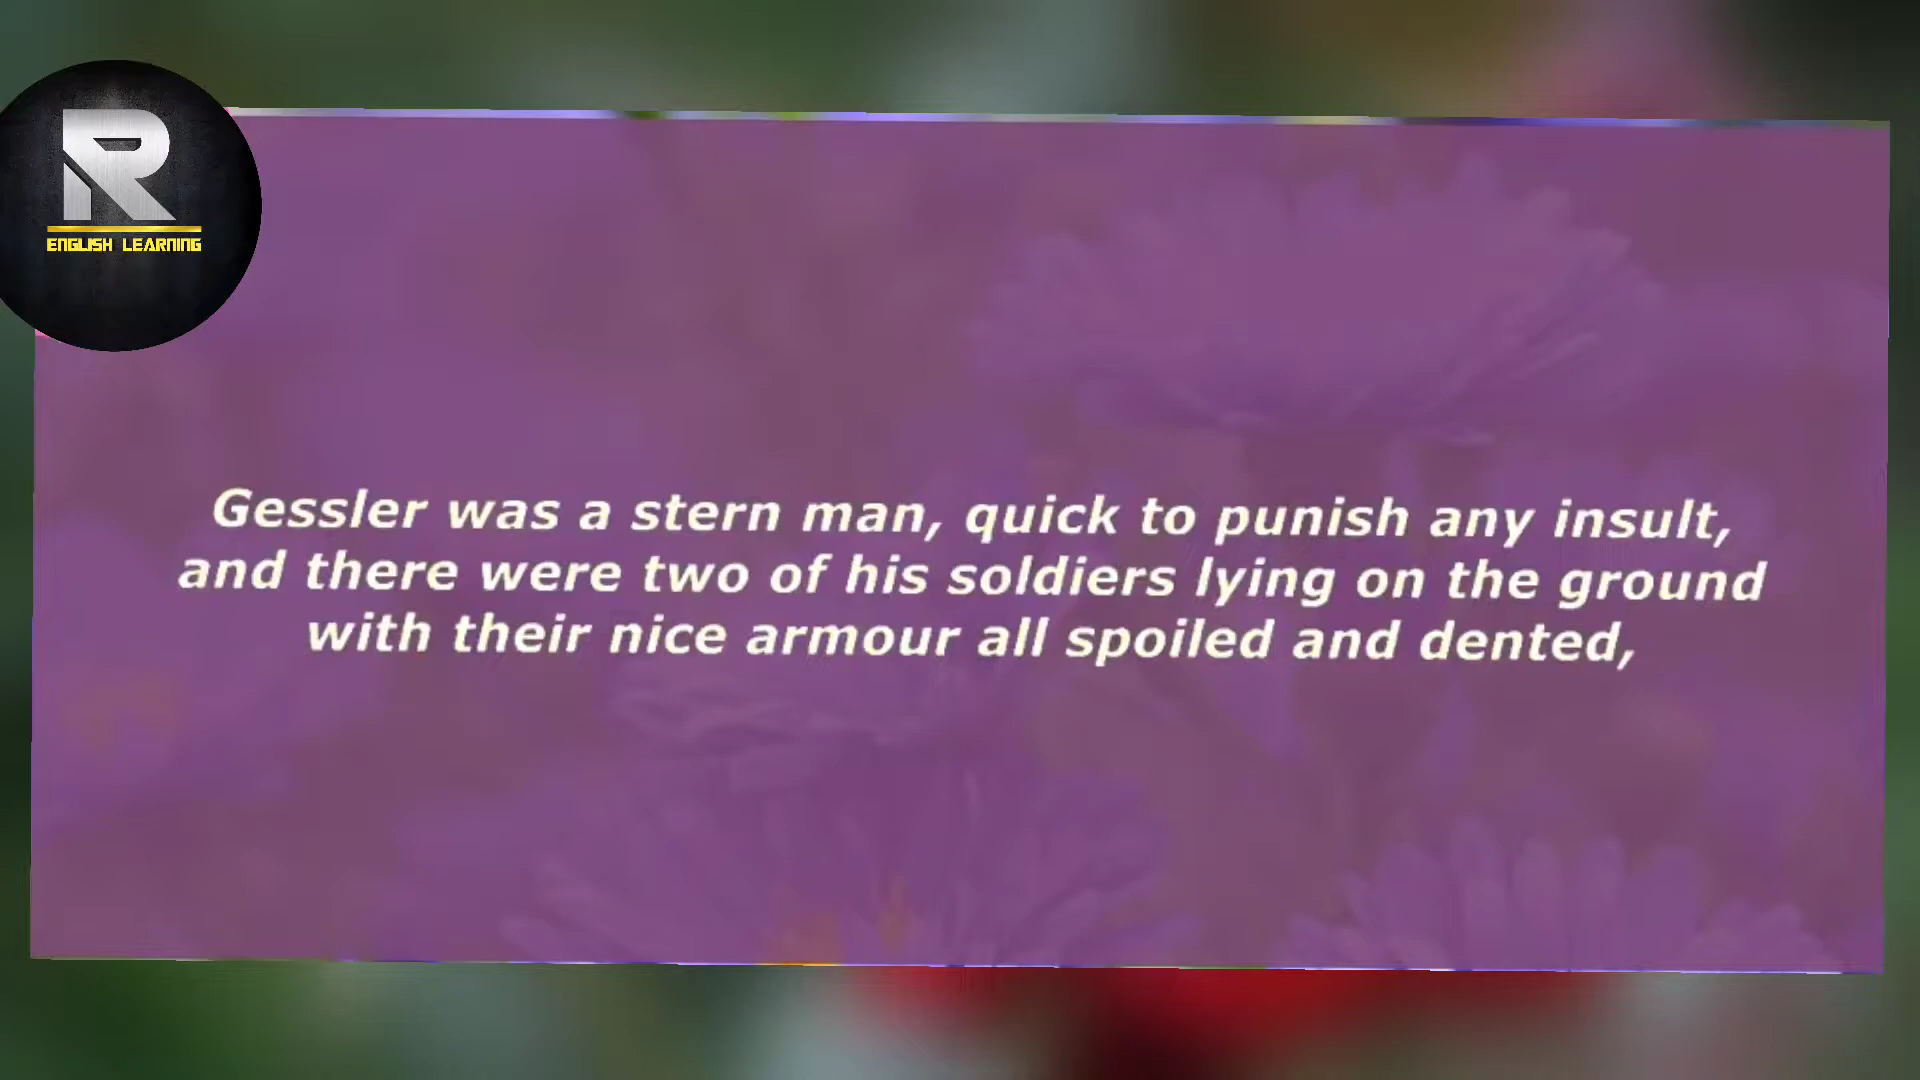 R
ENGLISH LEARNING
Gessler was a stern man, quick to punish any insult,
and there were two of his soldiers lying on the ground
with their nice armour all spoiled and dented,